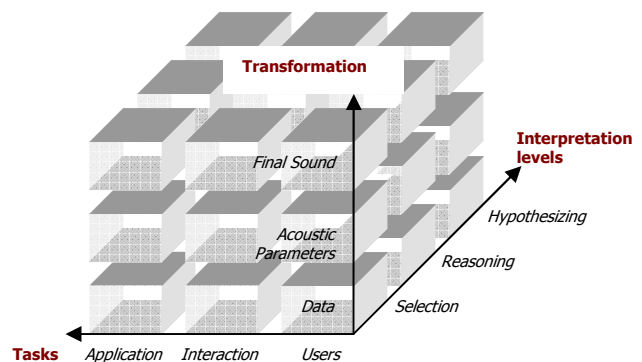 Transformation
Final Sound
Interpretation
levels
Hypothesizing
Acoustic
Parameters
Reasoning
Data
Selection
Tasks Application Interaction Users